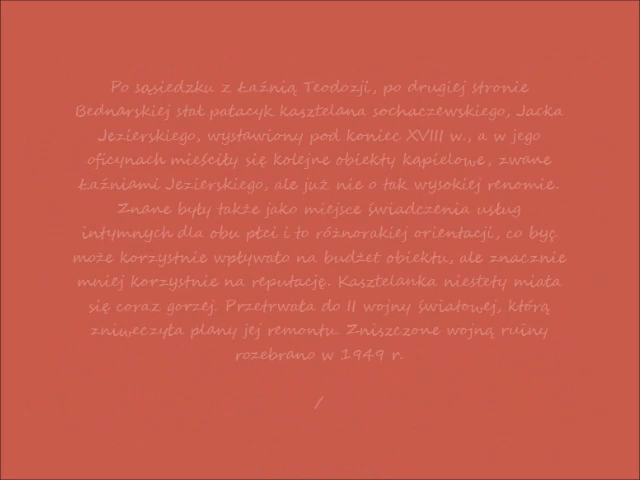 Po sąsiedzku z Łaźnią Teodozji, po drugiej stronie
Bednarskiej stał pałacyk kasztelana sochaczewskiego, Jacka
Jezierskiego, wystawiony pod koniec XVIII w., a w jego
oficynach mieściły się kolejne obiekty kąpielowe, zwane
Łaźniami Jezierskiego, ale już nie o tak wysokiej renomie.
Znane były także jako miejsce świadczenia usług
intymnych dla obu płci i to różnorakiej orientacji, co być
może korzystnie wpływało na budżet obiektu, ale znacznie
mniej korzystnie na reputację. Kasztelanka niestety miała
się coraz gorzej. Przetrwała do II wojny światowej, którą
zniweczyła plany jej remontu. Zniszczone wojną ruiny
rozebrano w 1949 r.
/